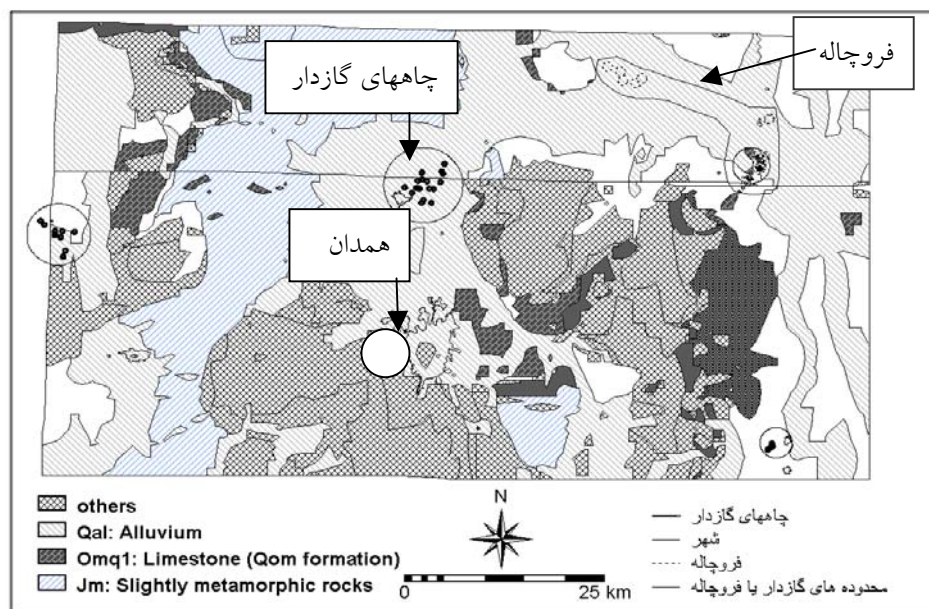 فروچاله
چاههای گازدار
همدان
others
Qal: Alluvium
Omq1: Limestone (Qom formation)
Jm: Slightly metamorphic rocks
N
0 25 km
چاههای گازدار
شهر
فروچاله
محدوده های گازدار یا فروچاله